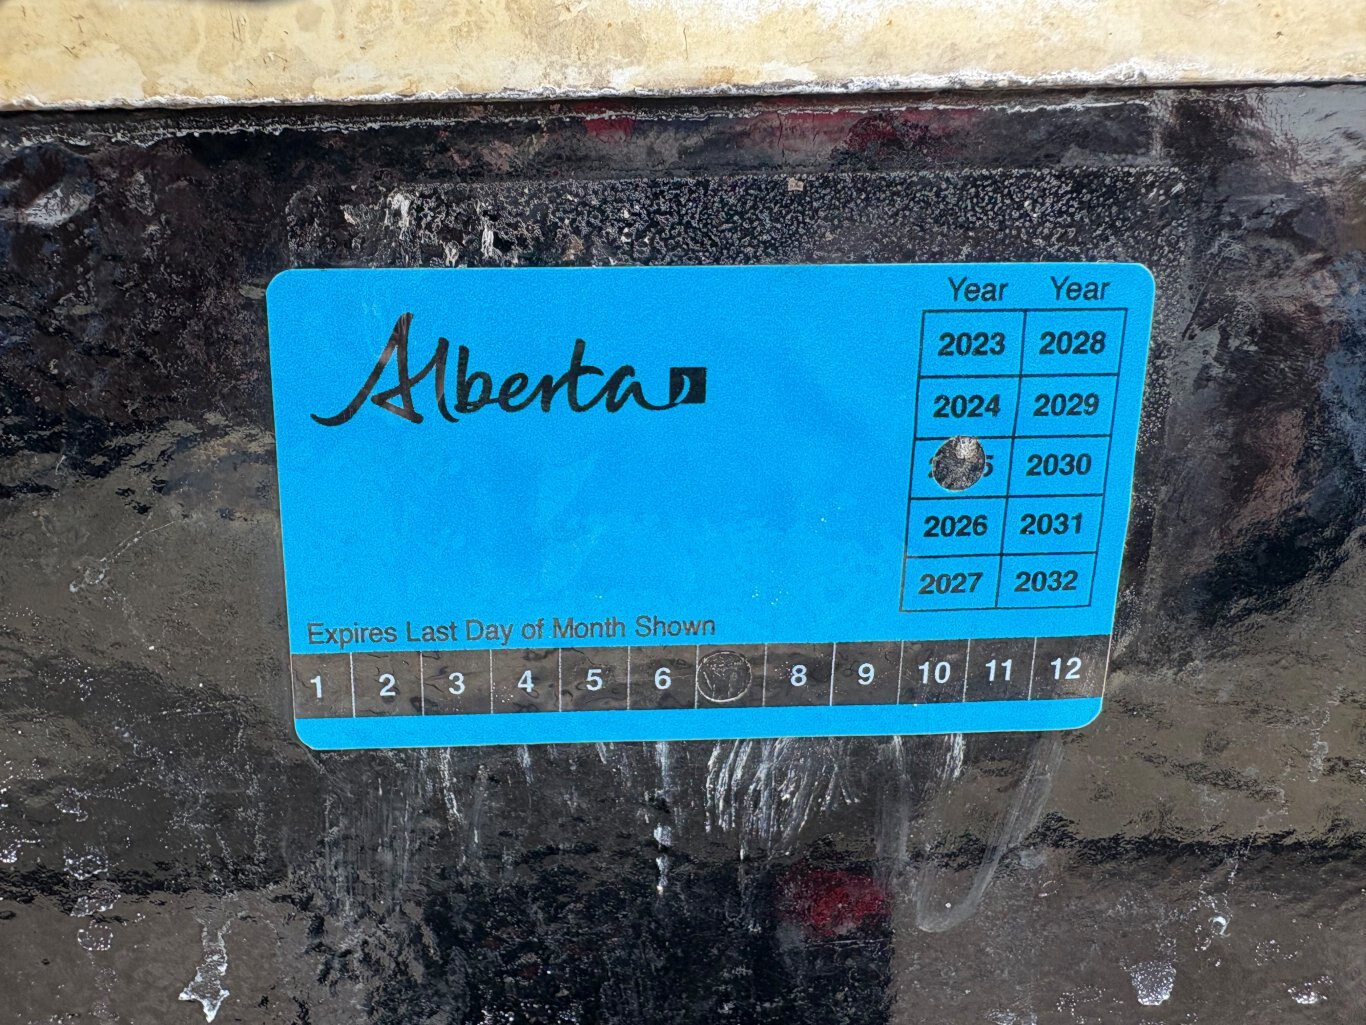 Alberta
Year Year
2023 2028
2024 2029
2030
2026 2031
2027 2032
Expires Last Day of Month Shown
1 2 3 4 5 6 8 9 10 11 12